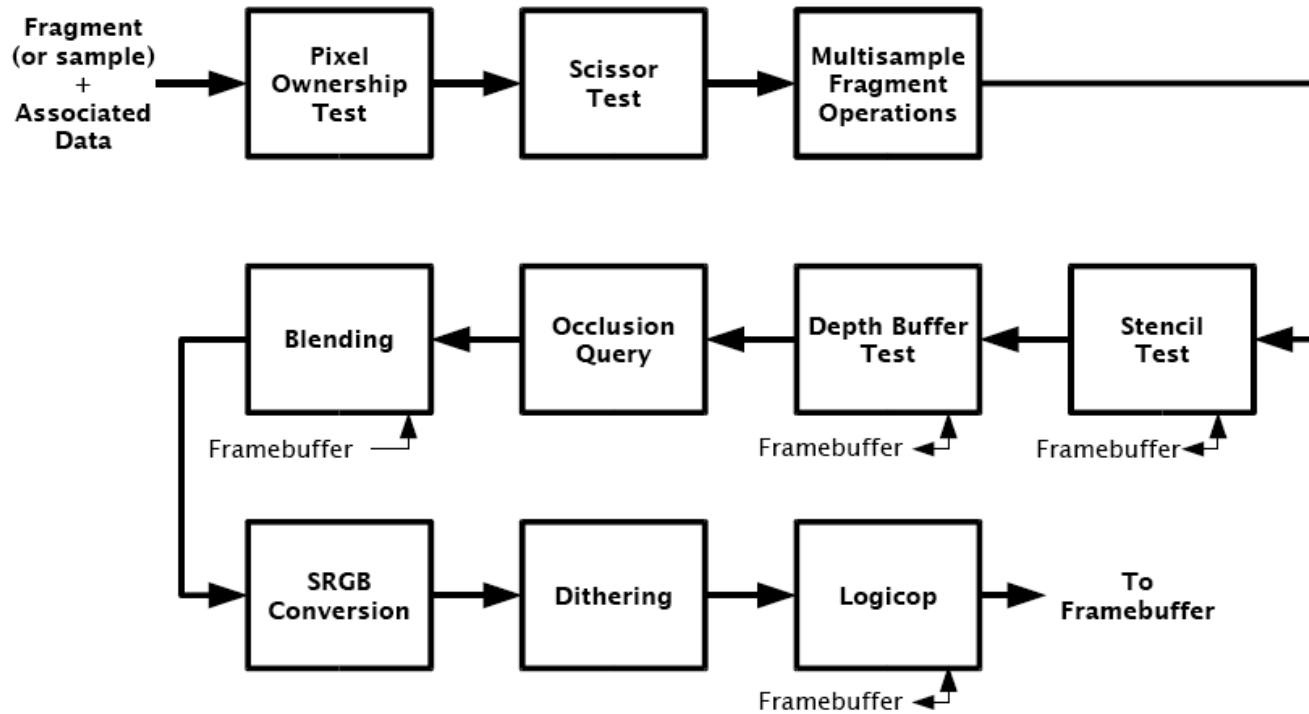 Fragment
(or sample)
+
Associated
Data
Pixel
Ownership
Test
Scissor
Test
Multisample
Fragment
Operations
Blending
Occlusion
Query
Depth Buffer
Test
Stencil
Test
Framebuffer
Framebuffer
Framebuffer
SRGB
Conversion
Dithering
Logicop
To
Framebuffer
Framebuffer